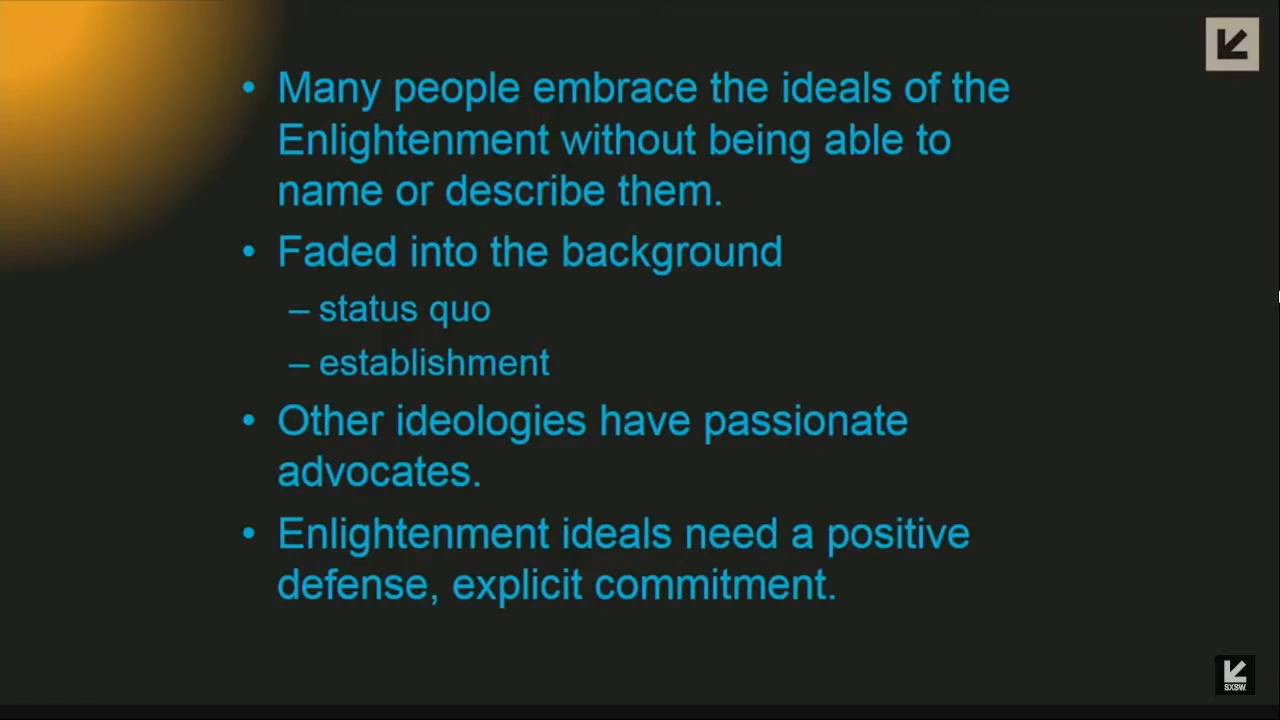 • Many people embrace the ideals of the
Enlightenment without being able to
name or describe them.
• Faded into the background
– status quo
– establishment
• Other ideologies have passionate
advocates.
• Enlightenment ideals need a positive
defense, explicit commitment.
SXSW